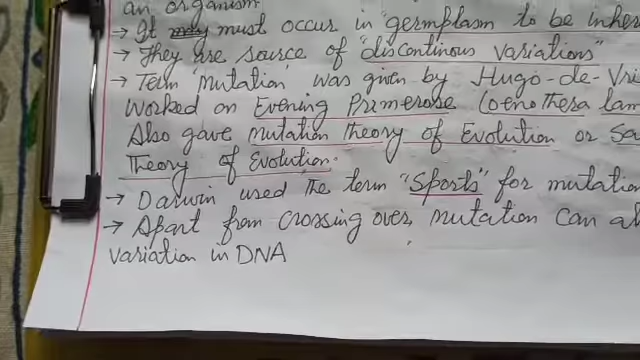 an organism
→ It must occur in "germplasm to be inher
→ They are source of "discontinous variations"
→ Term 'mutation' was given by Hugo-de-Vri
worked on Evening Primerose (oenothera lam
Also gave mutation theory of Evolution or Sa
Theory of Evolution.
→ Darwin used the term "Sports" for mutation
→ Apart from crossing over, mutation can al
variation in DNA